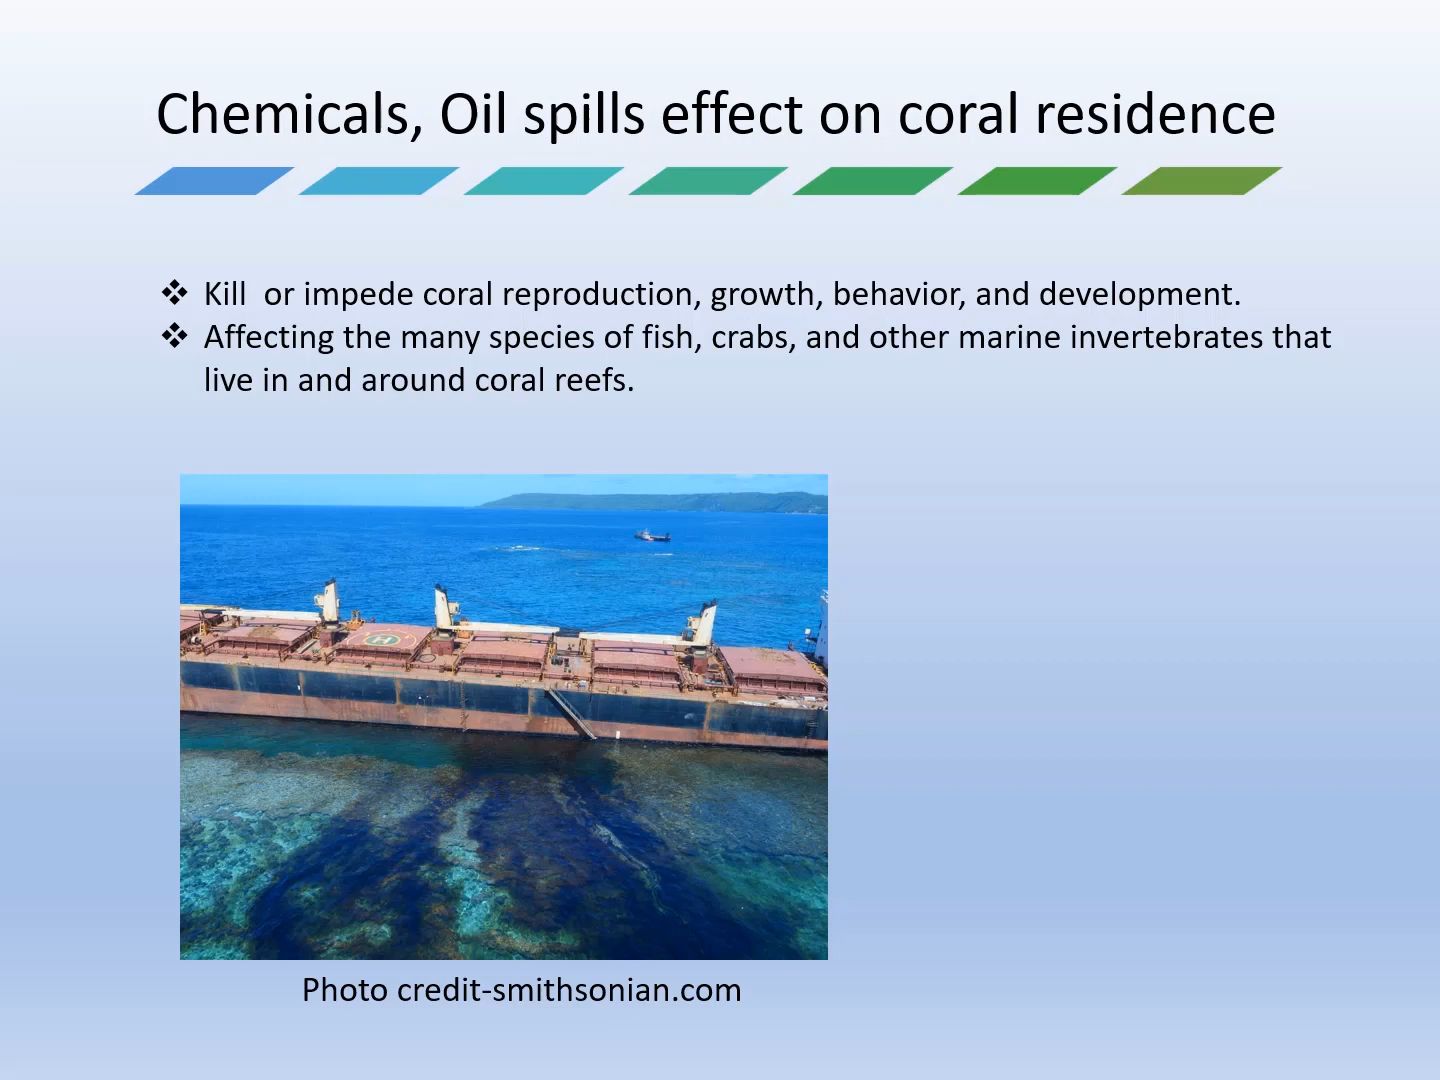 Chemicals, Oil spills effect on coral residence
❖ Kill  or impede coral reproduction, growth, behavior, and development.
❖ Affecting the many species of fish, crabs, and other marine invertebrates that
live in and around coral reefs.
H
Photo credit-smithsonian.com